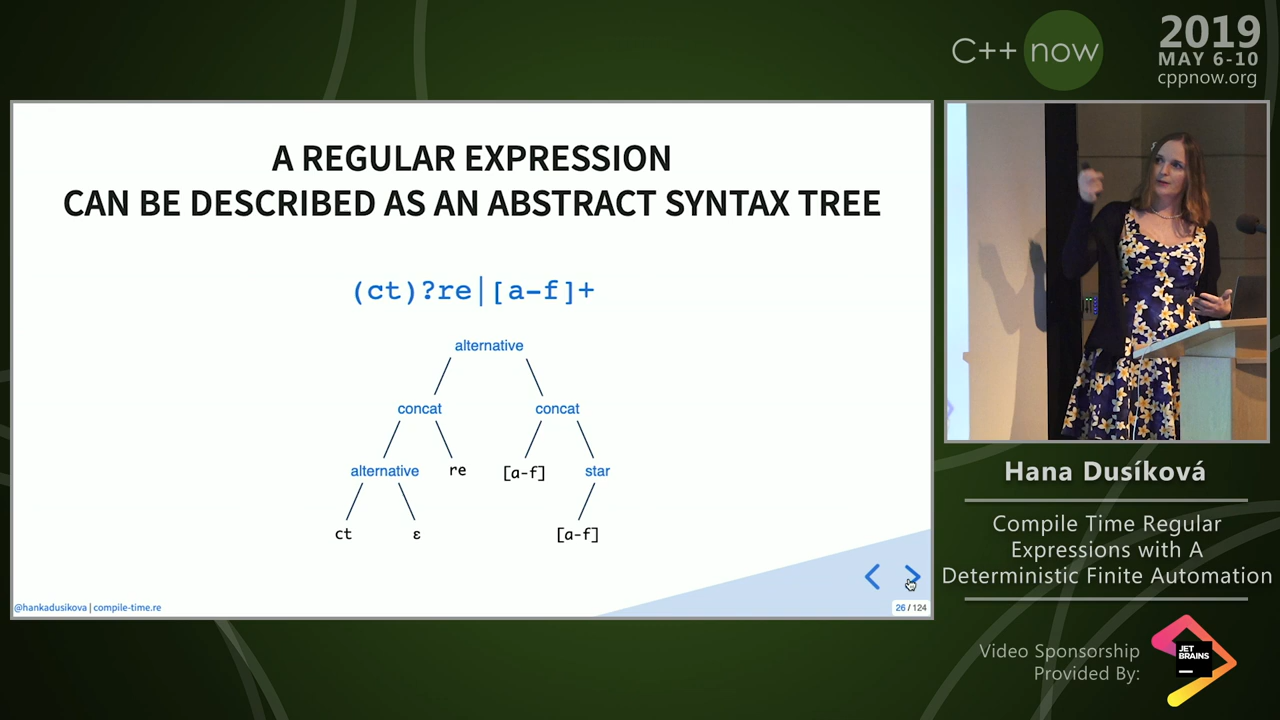 C++ now
2019
MAY 6-10
cppnow.org
A REGULAR EXPRESSION
CAN BE DESCRIBED AS AN ABSTRACT SYNTAX TREE
(ct)?re|[a-f]+
alternative
concat concat
alternative re [a-f] star
ct ε [a-f]
@hankadusikova | compile-time.re
26 / 124
Hana Dusíková
Compile Time Regular
Expressions with A
Deterministic Finite Automation
Video Sponsorship
Provided By:
JET
BRAINS